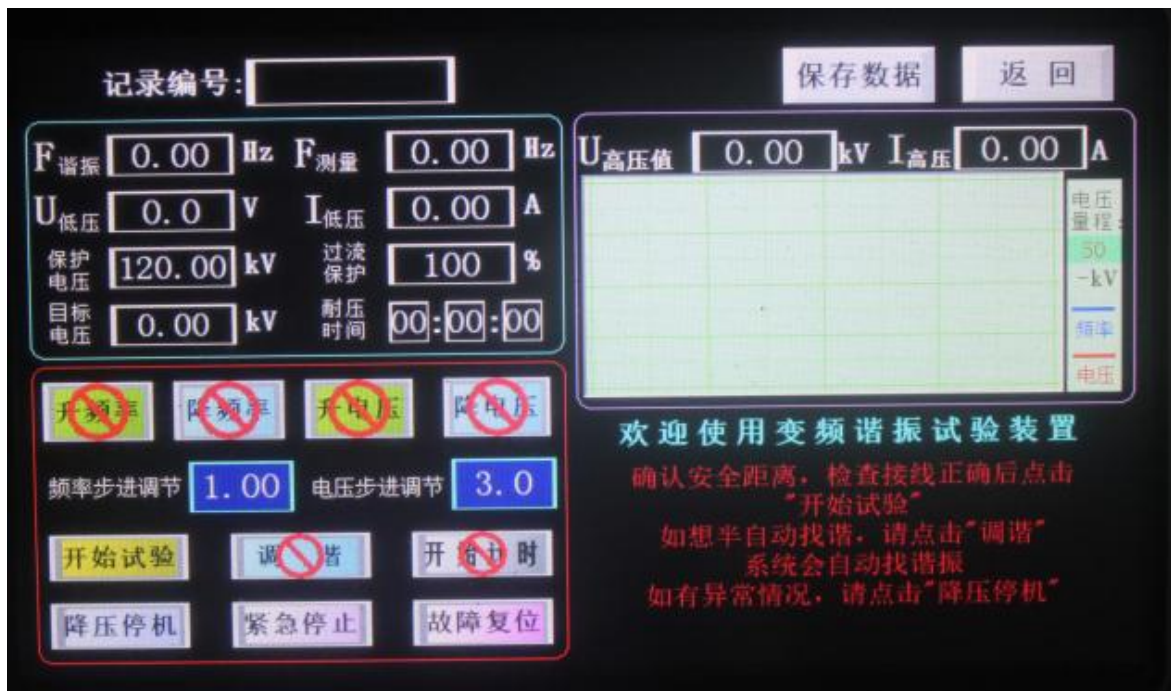 记录编号:
保存数据
返 回
F谐振 0.00 Hz F测量 0.00 Hz
U低压 0.0 V I低压 0.00 A
保护电压 120.00 kV 过流保护 100 %
目标电压 0.00 kV 耐压时间 00:00:00
U高压值 0.00 kV I高压 0.00 A
电压
量程:
50
-kV
频率
电压
升频率 降频率 升电压 降电压
频率步进调节 1.00 电压步进调节 3.0
开始试验 调谐 开始计时
降压停机 紧急停止 故障复位
欢迎使用变频谐振试验装置
确认安全距离，检查接线正确后点击
"开始试验"
如想半自动找谐，请点击"调谐"
系统会自动找谐振
如有异常情况，请点击"降压停机"